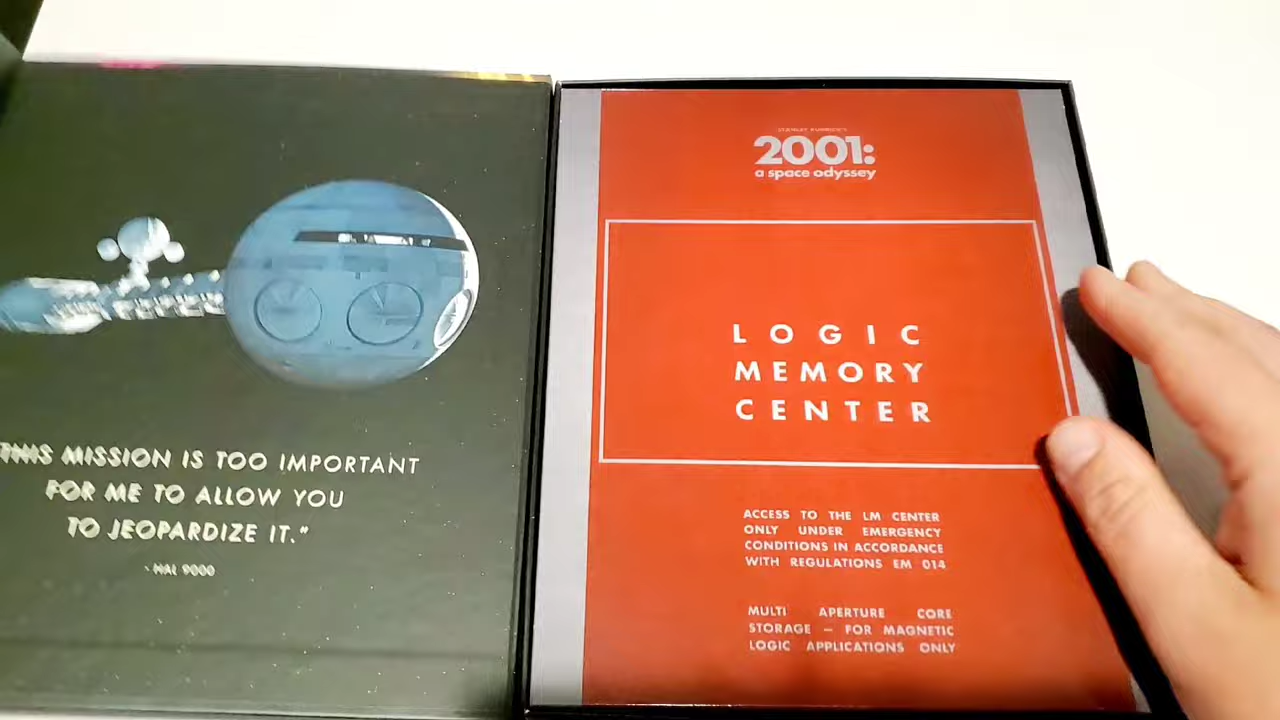 THIS MISSION IS TOO IMPORTANT
FOR ME TO ALLOW YOU
TO JEOPARDIZE IT."
- HAL 9000
STANLEY KUBRICK'S
2001:
a space odyssey
LOGIC
MEMORY
CENTER
ACCESS TO THE LM CENTER
ONLY UNDER EMERGENCY
CONDITIONS IN ACCORDANCE
WITH REGULATIONS EM 014
MULTI APERTURE CORE
STORAGE – FOR MAGNETIC
LOGIC APPLICATIONS ONLY